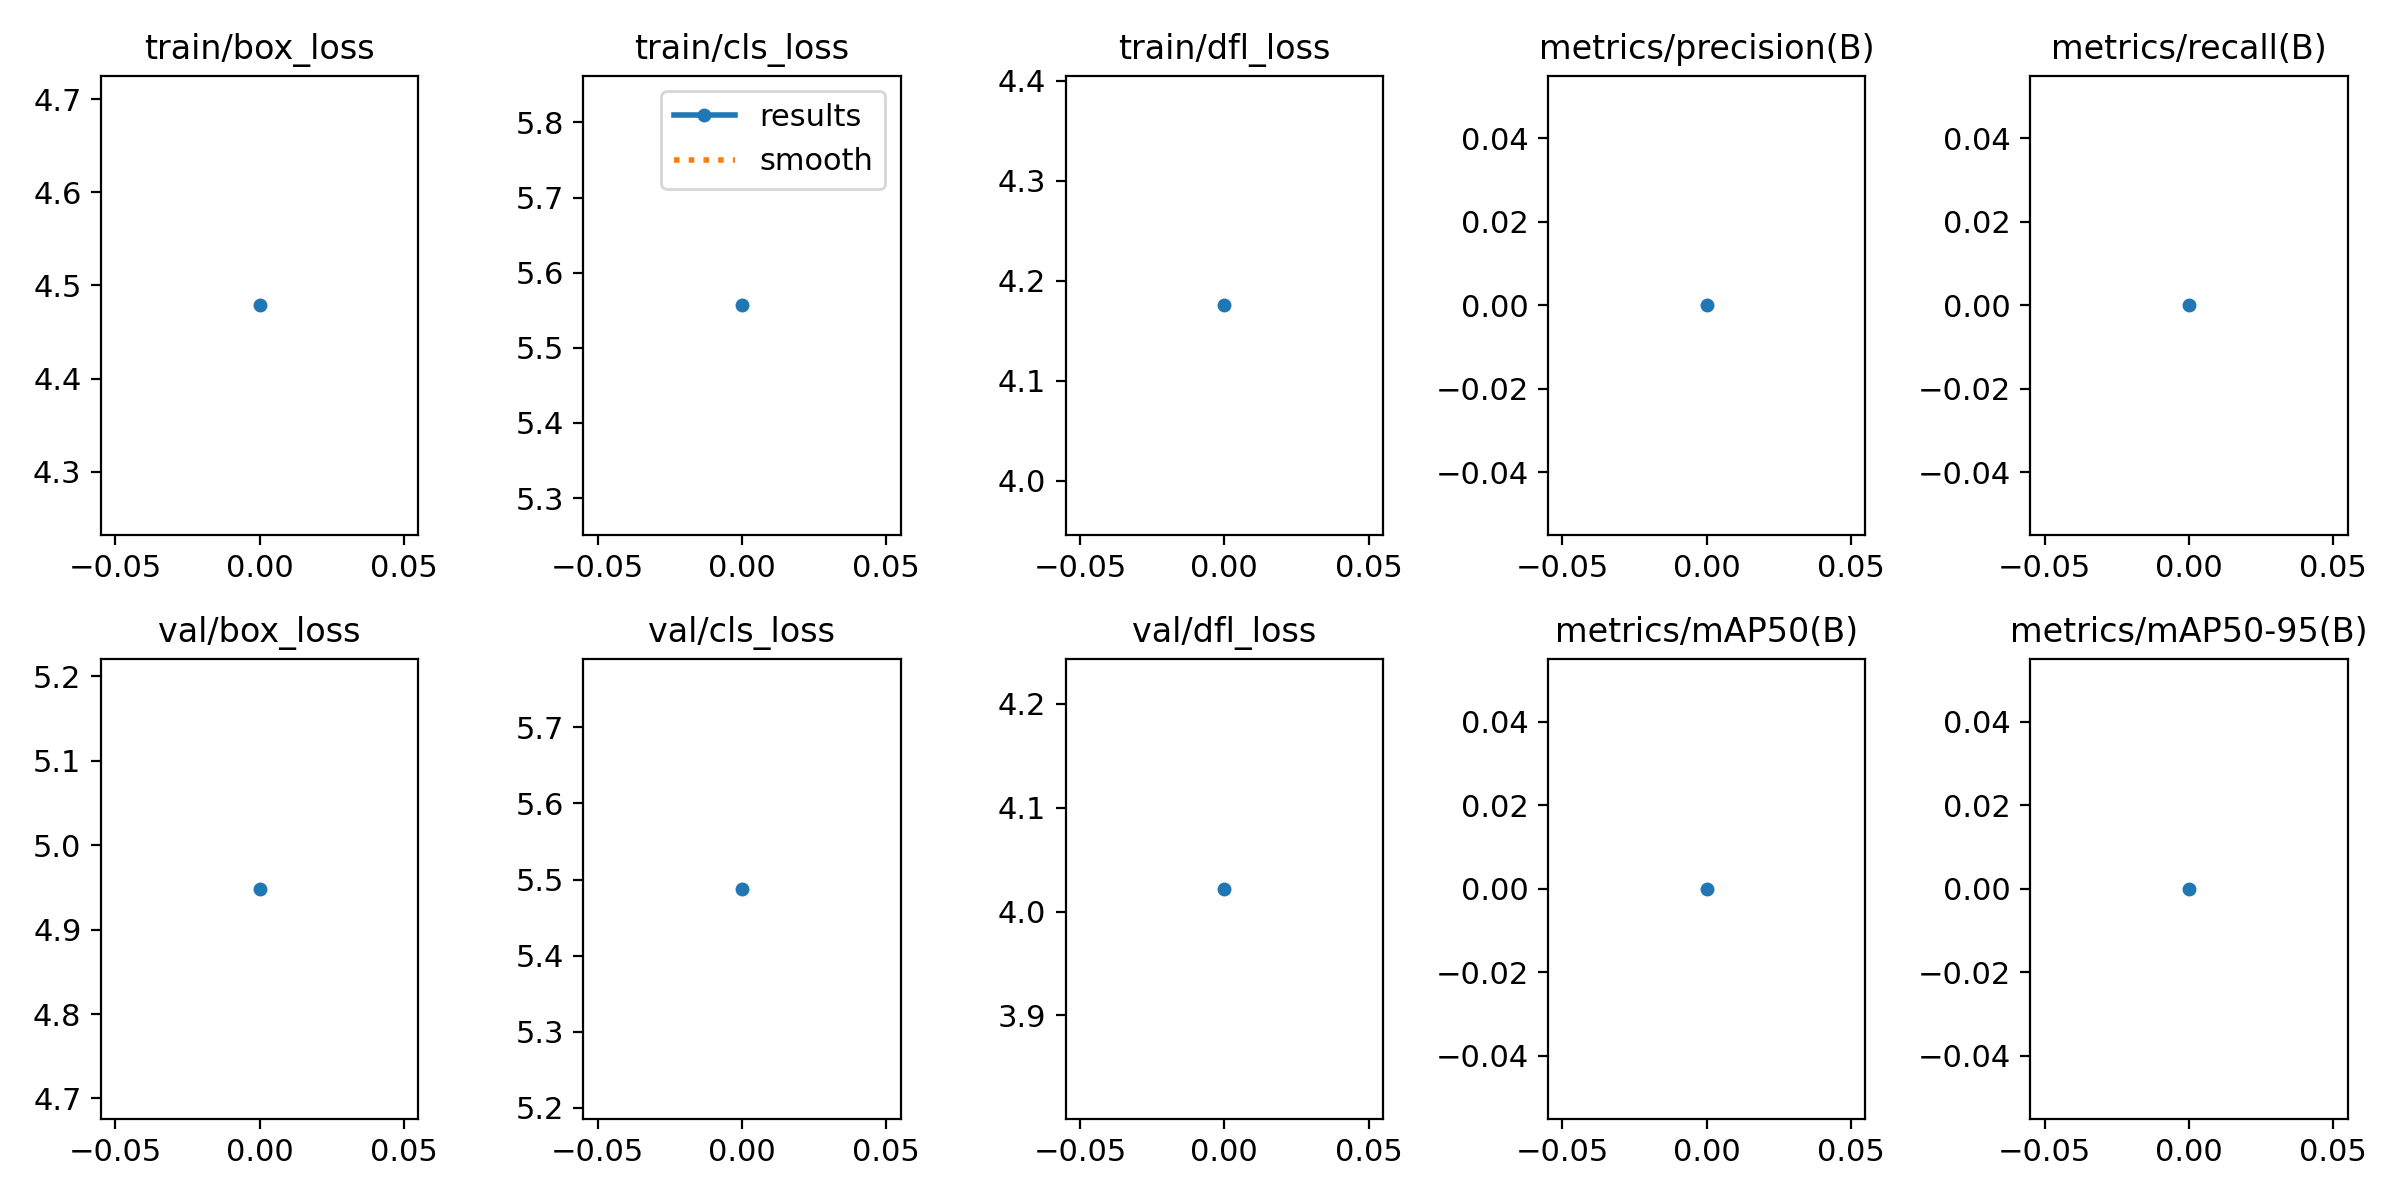 train/box_loss
4.7
4.6
4.5
4.4
4.3
−0.05 0.00 0.05
train/cls_loss
results
smooth
5.8
5.7
5.6
5.5
5.4
5.3
−0.05 0.00 0.05
train/dfl_loss
4.4
4.3
4.2
4.1
4.0
−0.05 0.00 0.05
metrics/precision(B)
0.04
0.02
0.00
−0.02
−0.04
−0.05 0.00 0.05
metrics/recall(B)
0.04
0.02
0.00
−0.02
−0.04
−0.05 0.00 0.05
val/box_loss
5.2
5.1
5.0
4.9
4.8
4.7
−0.05 0.00 0.05
val/cls_loss
5.7
5.6
5.5
5.4
5.3
5.2
−0.05 0.00 0.05
val/dfl_loss
4.2
4.1
4.0
3.9
−0.05 0.00 0.05
metrics/mAP50(B)
0.04
0.02
0.00
−0.02
−0.04
−0.05 0.00 0.05
metrics/mAP50-95(B)
0.04
0.02
0.00
−0.02
−0.04
−0.05 0.00 0.05